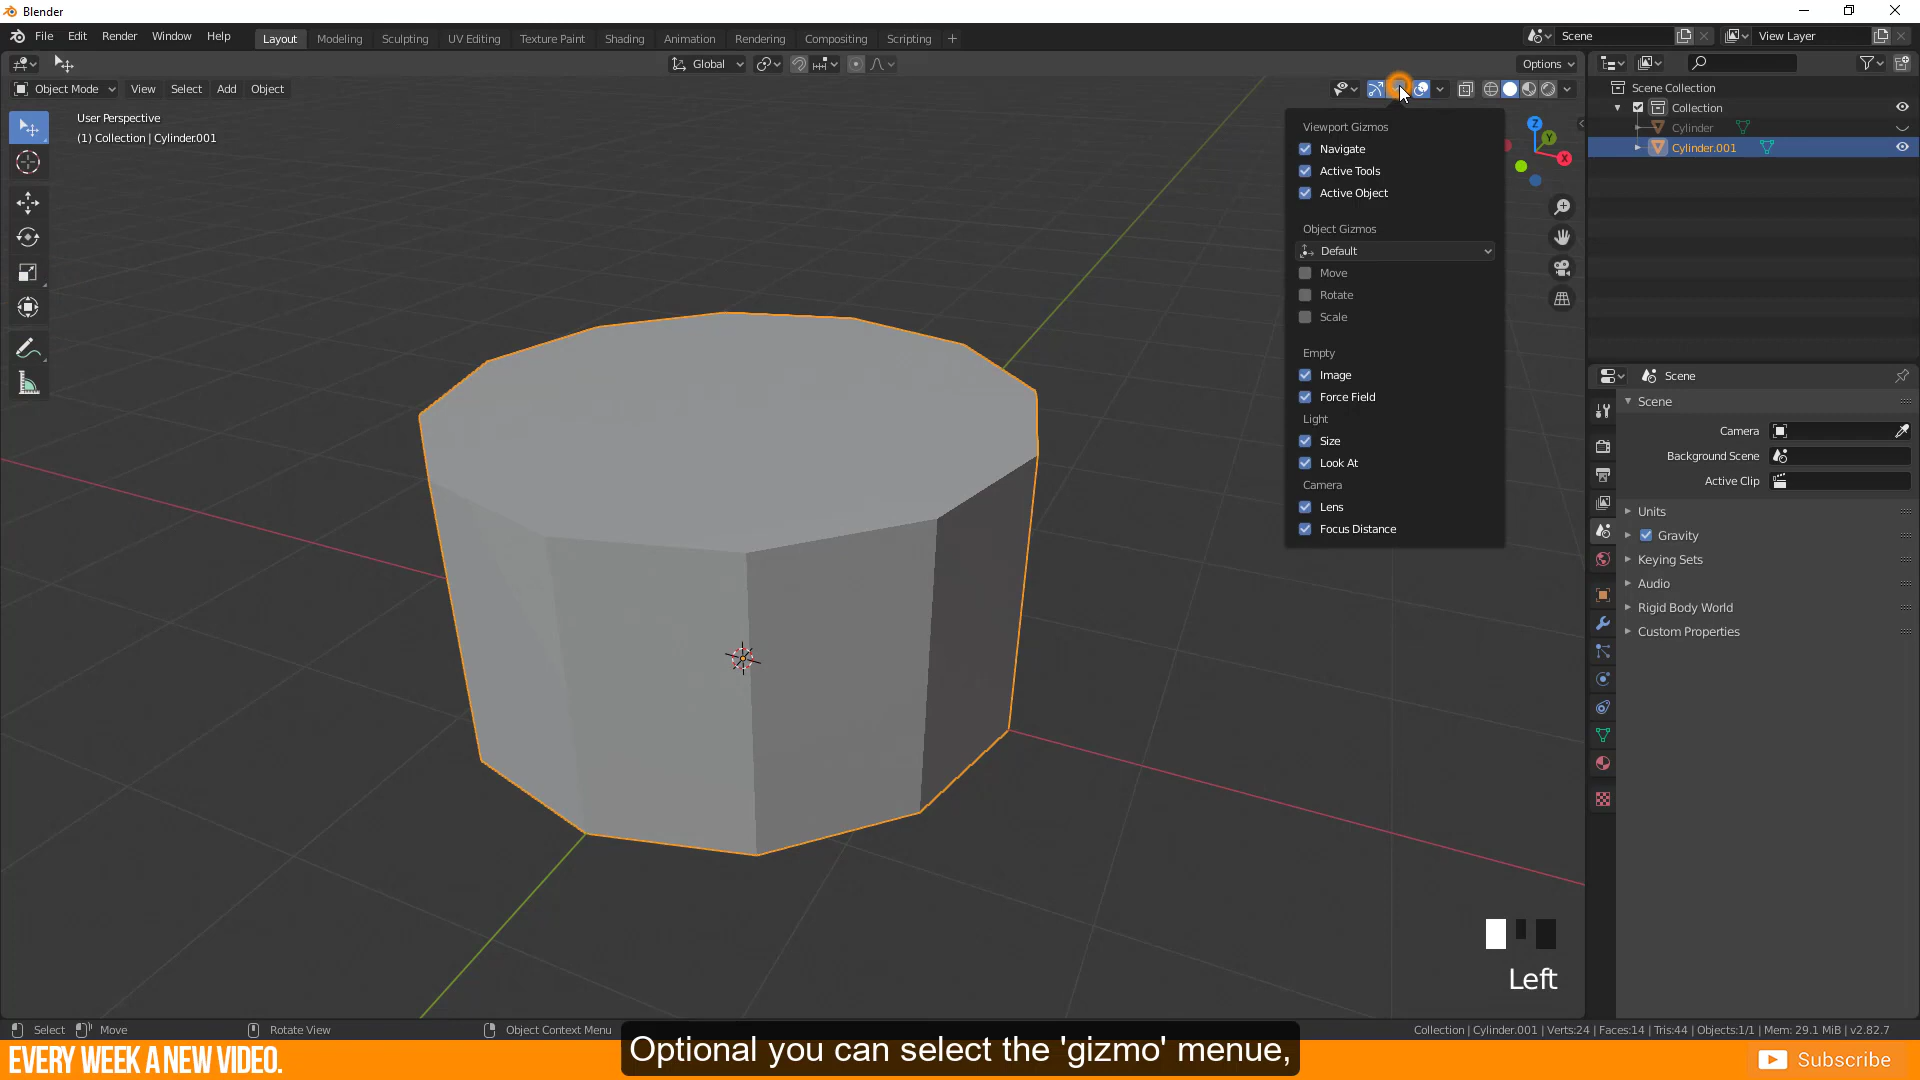 Blender
File Edit Render Window Help
Layout Modeling Sculpting UV Editing Texture Paint Shading Animation Rendering Compositing Scripting +
Scene
View Layer
Global
Options
Object Mode View Select Add Object
User Perspective
(1) Collection | Cylinder.001
Viewport Gizmos
Navigate
Active Tools
Active Object
Object Gizmos
Default
Move
Rotate
Scale
Empty
Image
Force Field
Light
Size
Look At
Camera
Lens
Focus Distance
Z
Y
X
Scene Collection
Collection
Cylinder
Cylinder.001
Scene
Scene
Camera
Background Scene
Active Clip
Units
Gravity
Keying Sets
Audio
Rigid Body World
Custom Properties
Left
Select Move Rotate View Object Context Menu
Collection | Cylinder.001 | Verts:24 | Faces:14 | Tris:44 | Objects:1/1 | Mem: 29.1 MiB | v2.82.7
Optional you can select the 'gizmo' menue,
EVERY WEEK A NEW VIDEO.
Subscribe